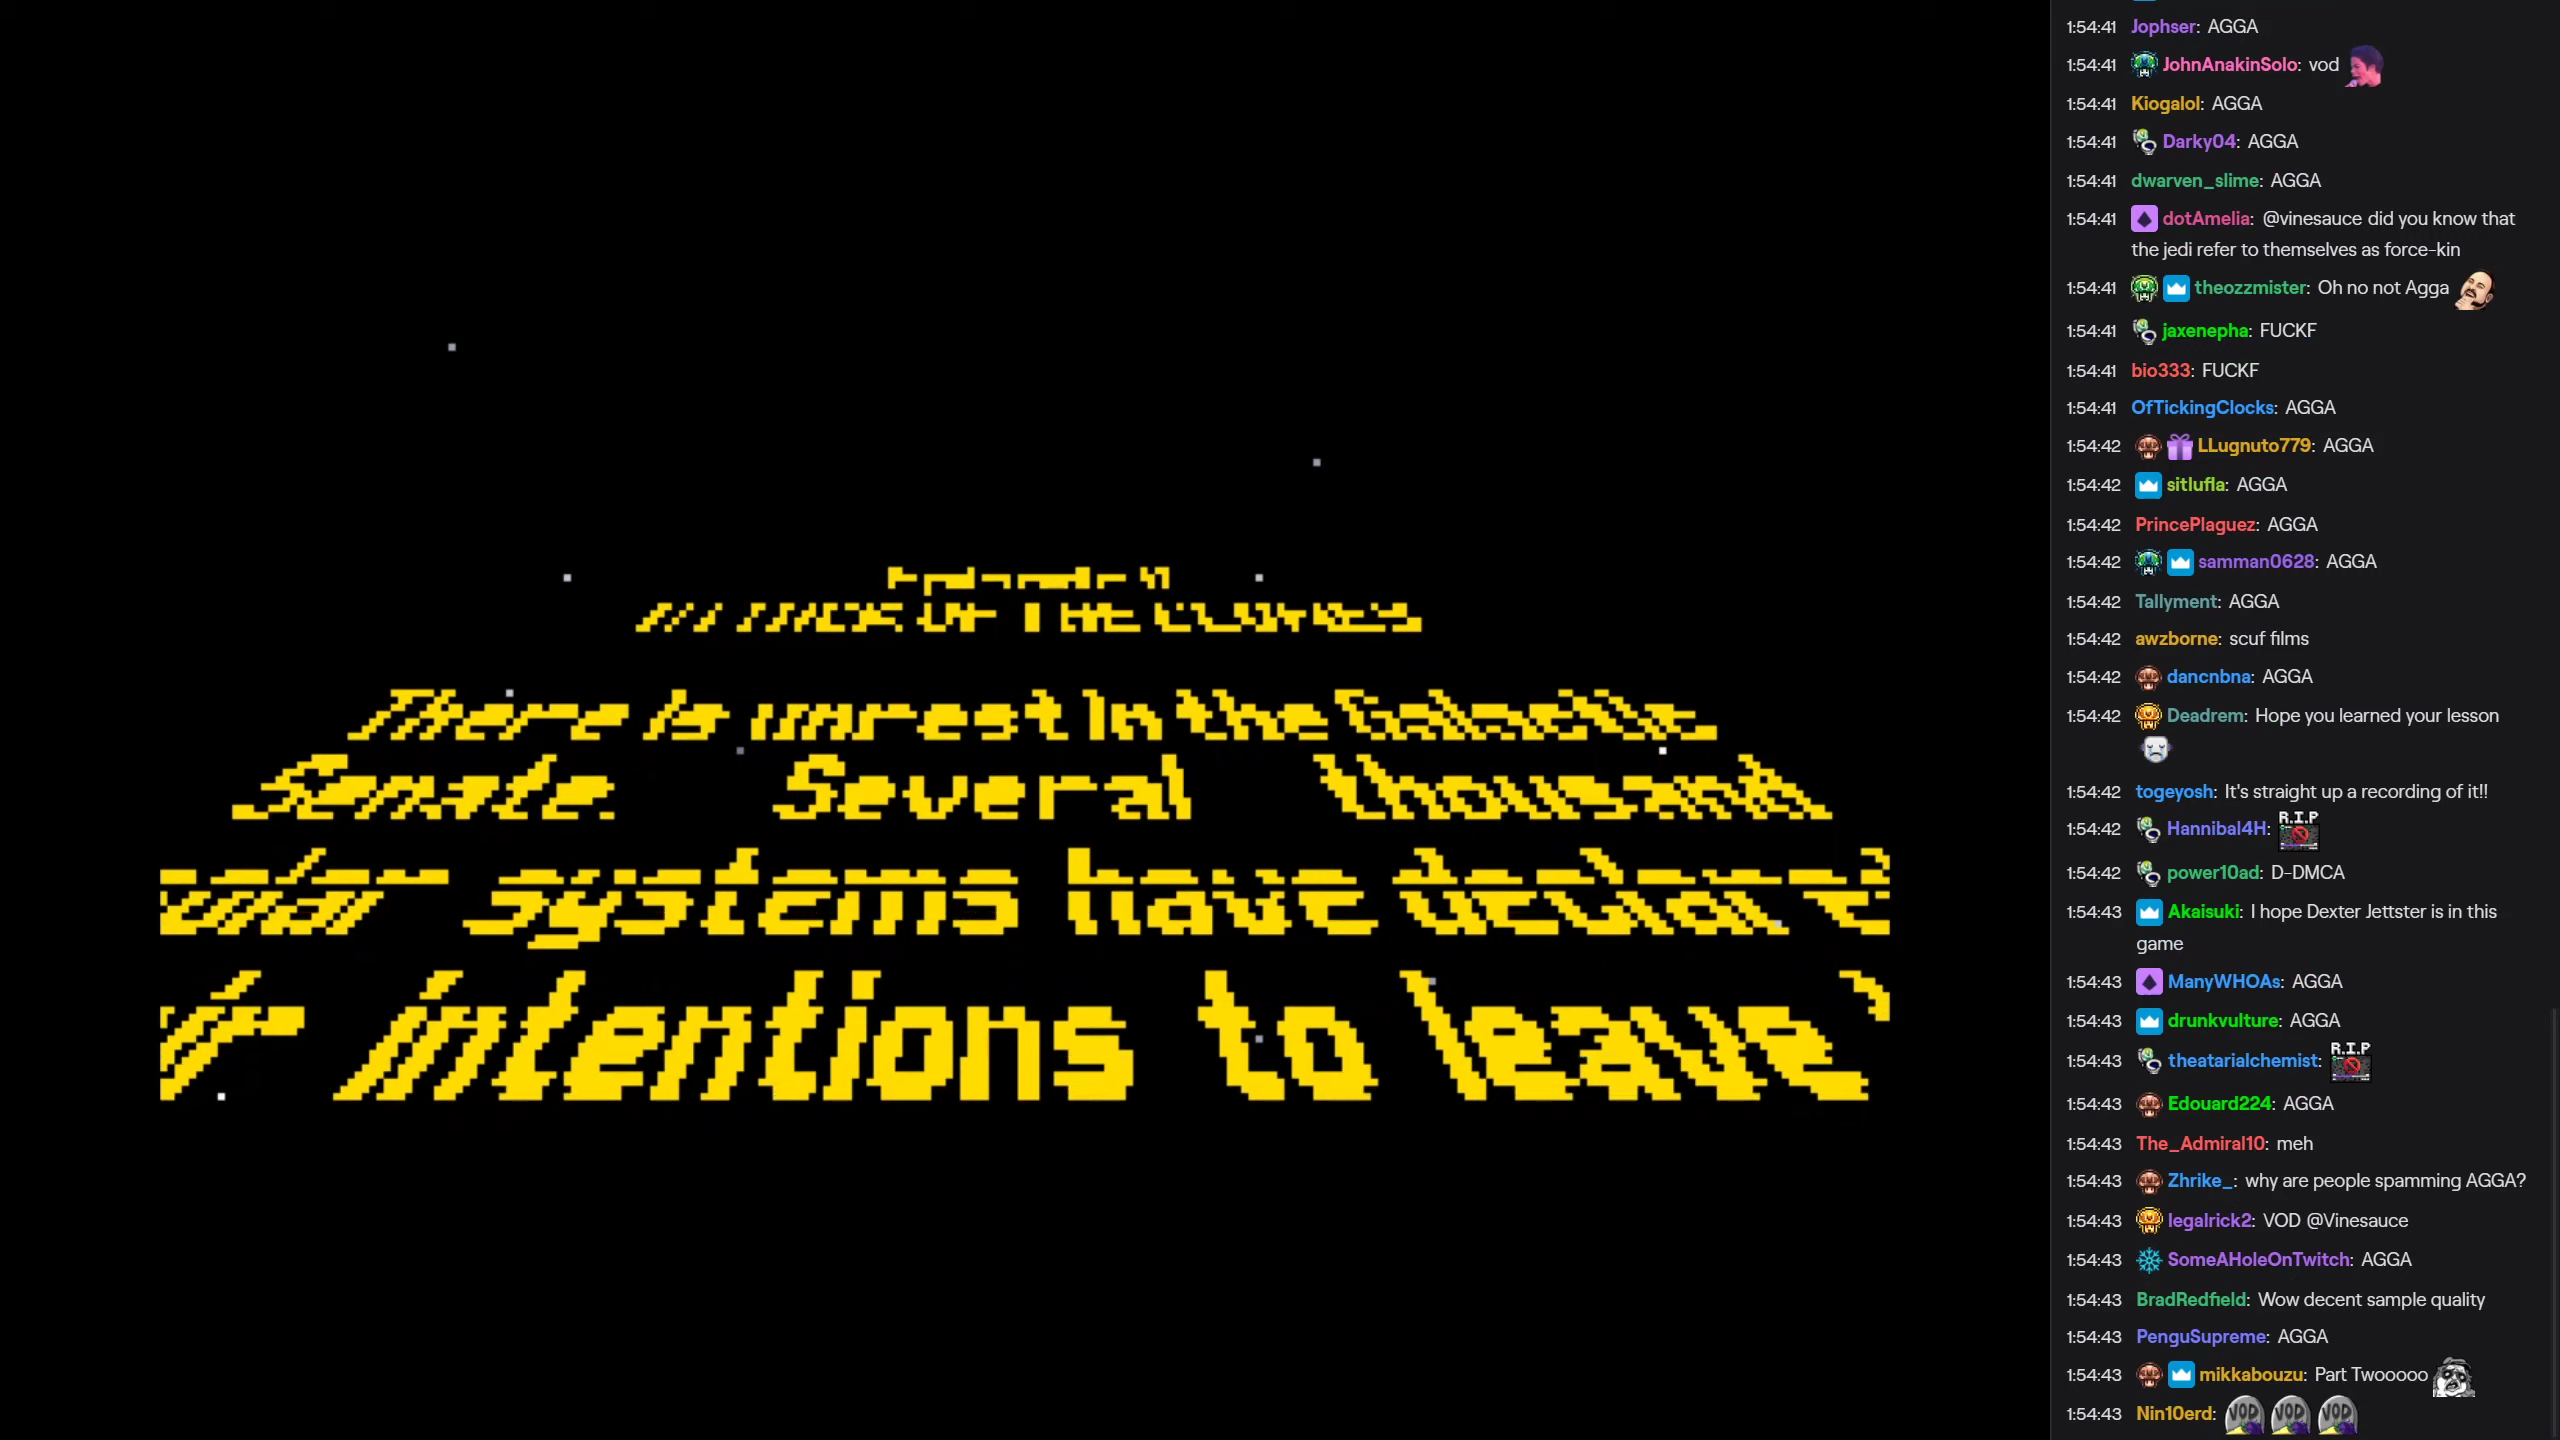 Episode II
ATTACK OF THE CLONES
There is unrest in the Galactic
Senate. Several thousand
solar systems have declared
intentions to leave
1:54:41 Jophser: AGGA
1:54:41 JohnAnakinSolo: vod
1:54:41 Kiogalol: AGGA
1:54:41 Darky04: AGGA
1:54:41 dwarven_slime: AGGA
1:54:41 dotAmelia: @vinesauce did you know that
the jedi refer to themselves as force-kin
1:54:41 theozzmister: Oh no not Agga
1:54:41 jaxenepha: FUCKF
1:54:41 bio333: FUCKF
1:54:41 OfTickingClocks: AGGA
1:54:42 LLugnuto779: AGGA
1:54:42 sitlufla: AGGA
1:54:42 PrincePlaguez: AGGA
1:54:42 samman0628: AGGA
1:54:42 Tallyment: AGGA
1:54:42 awzborne: scuf films
1:54:42 dancnbna: AGGA
1:54:42 Deadrem: Hope you learned your lesson
1:54:42 togeyosh: It's straight up a recording of it!!
1:54:42 Hannibal4H: R.I.P
1:54:42 power10ad: D-DMCA
1:54:43 Akaisuki: I hope Dexter Jettster is in this
game
1:54:43 ManyWHOAs: AGGA
1:54:43 drunkvulture: AGGA
1:54:43 theatarialchemist: R.I.P
1:54:43 Edouard224: AGGA
1:54:43 The_Admiral10: meh
1:54:43 Zhrike_: why are people spamming AGGA?
1:54:43 legalrick2: VOD @Vinesauce
1:54:43 SomeAHoleOnTwitch: AGGA
1:54:43 BradRedfield: Wow decent sample quality
1:54:43 PenguSupreme: AGGA
1:54:43 mikkabouzu: Part Twooooo
1:54:43 Nin10erd: VOD VOD VOD